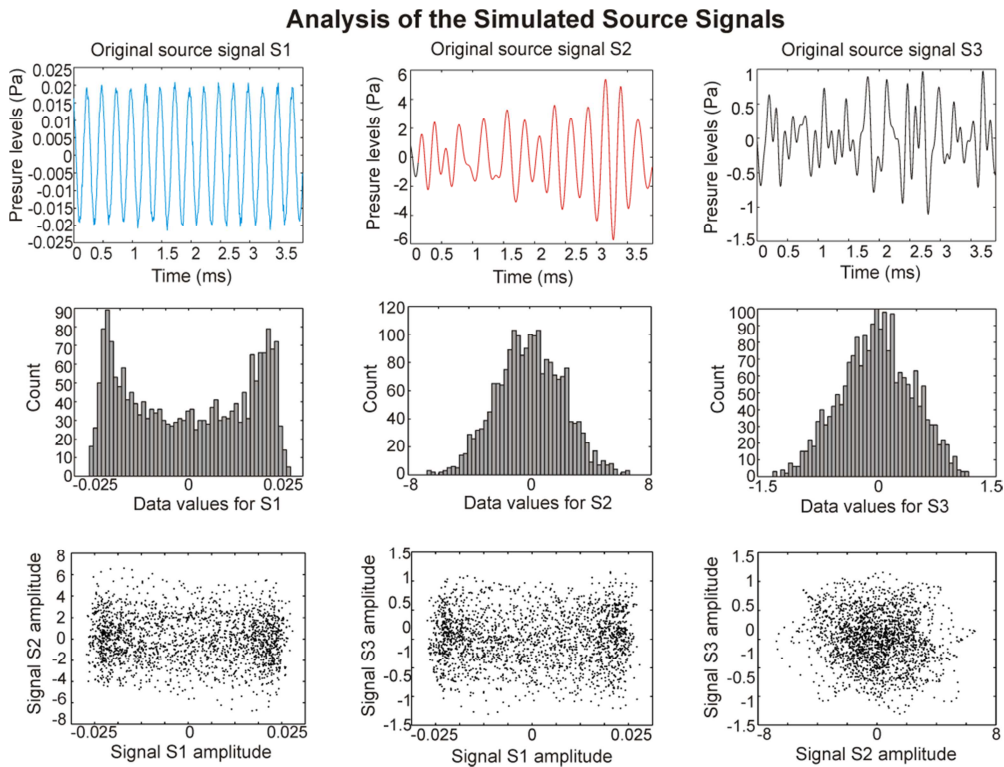 Analysis of the Simulated Source Signals
Original source signal S1
Presure levels (Pa)
0.025
0.02
0.015
0.01
0.005
0
-0.005
-0.01
-0.015
-0.02
-0.025
0 0.5 1 1.5 2 2.5 3 3.5
Time (ms)
Original source signal S2
Presure levels (Pa)
6
4
2
0
-2
-4
-6
0 0.5 1 1.5 2 2.5 3 3.5
Time (ms)
Original source signal S3
Presure levels (Pa)
1
0.5
0
-0.5
-1
-1.5
0 0.5 1 1.5 2 2.5 3 3.5
Time (ms)
Count
90
80
70
60
50
40
30
20
10
0
-0.025 0 0.025
Data values for S1
Count
120
100
80
60
40
20
0
-8 0 8
Data values for S2
Count
100
90
80
70
60
50
40
30
20
10
0
-1.5 0 1.5
Data values for S3
Signal S2 amplitude
8
6
4
2
0
-2
-4
-6
-8
-0.025 0 0.025
Signal S1 amplitude
Signal S3 amplitude
1.5
1
0.5
0
-1
-0.5
-1
-1.5
-0.025 0 0.025
Signal S1 amplitude
Signal S3 amplitude
1.5
1
0.5
0
-1
-0.5
-1
-1.5
-8 0 8
Signal S2 amplitude